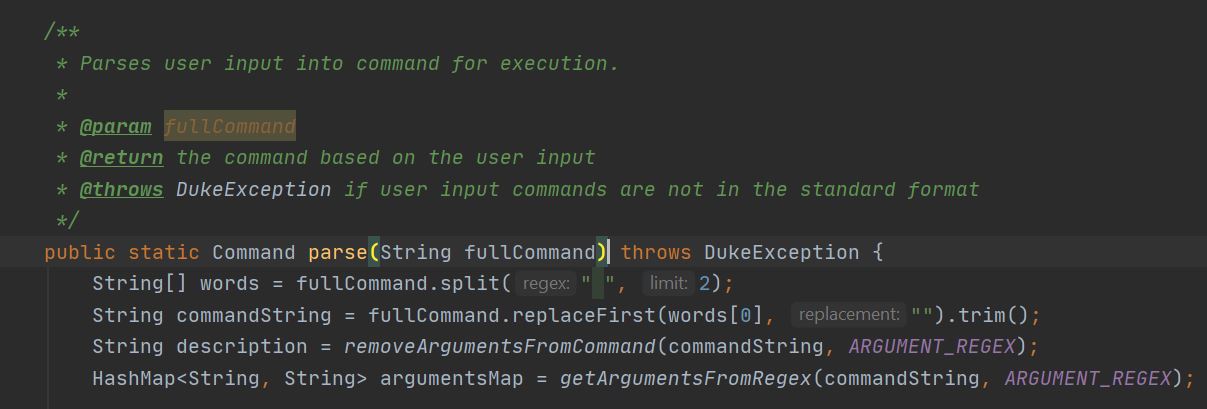 /**
* Parses user input into command for execution.
*
* @param fullCommand
* @return the command based on the user input
* @throws DukeException if user input commands are not in the standard format
*/
public static Command parse(String fullCommand) throws DukeException {
String[] words = fullCommand.split( regex: " ", limit: 2);
String commandString = fullCommand.replaceFirst(words[0], replacement: "").trim();
String description = removeArgumentsFromCommand(commandString, ARGUMENT_REGEX);
HashMap<String, String> argumentsMap = getArgumentsFromRegex(commandString, ARGUMENT_REGEX);